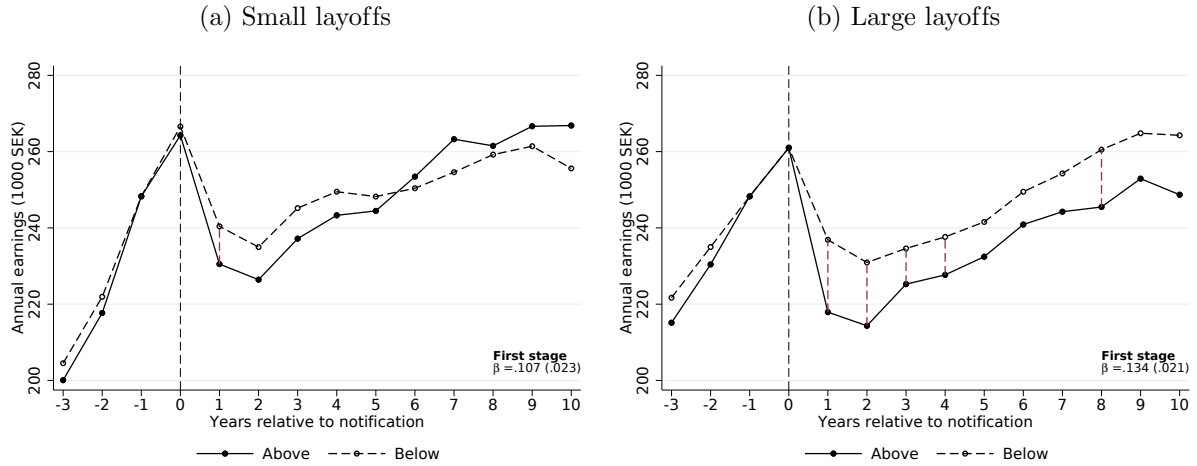 (a) Small layoffs
Annual earnings (1000 SEK)
280
260
240
220
200
First stage
β =.107 (.023)
-3 -2 -1 0 1 2 3 4 5 6 7 8 9 10
Years relative to notification
Above Below
(b) Large layoffs
Annual earnings (1000 SEK)
280
260
240
220
200
First stage
β =.134 (.021)
-3 -2 -1 0 1 2 3 4 5 6 7 8 9 10
Years relative to notification
Above Below